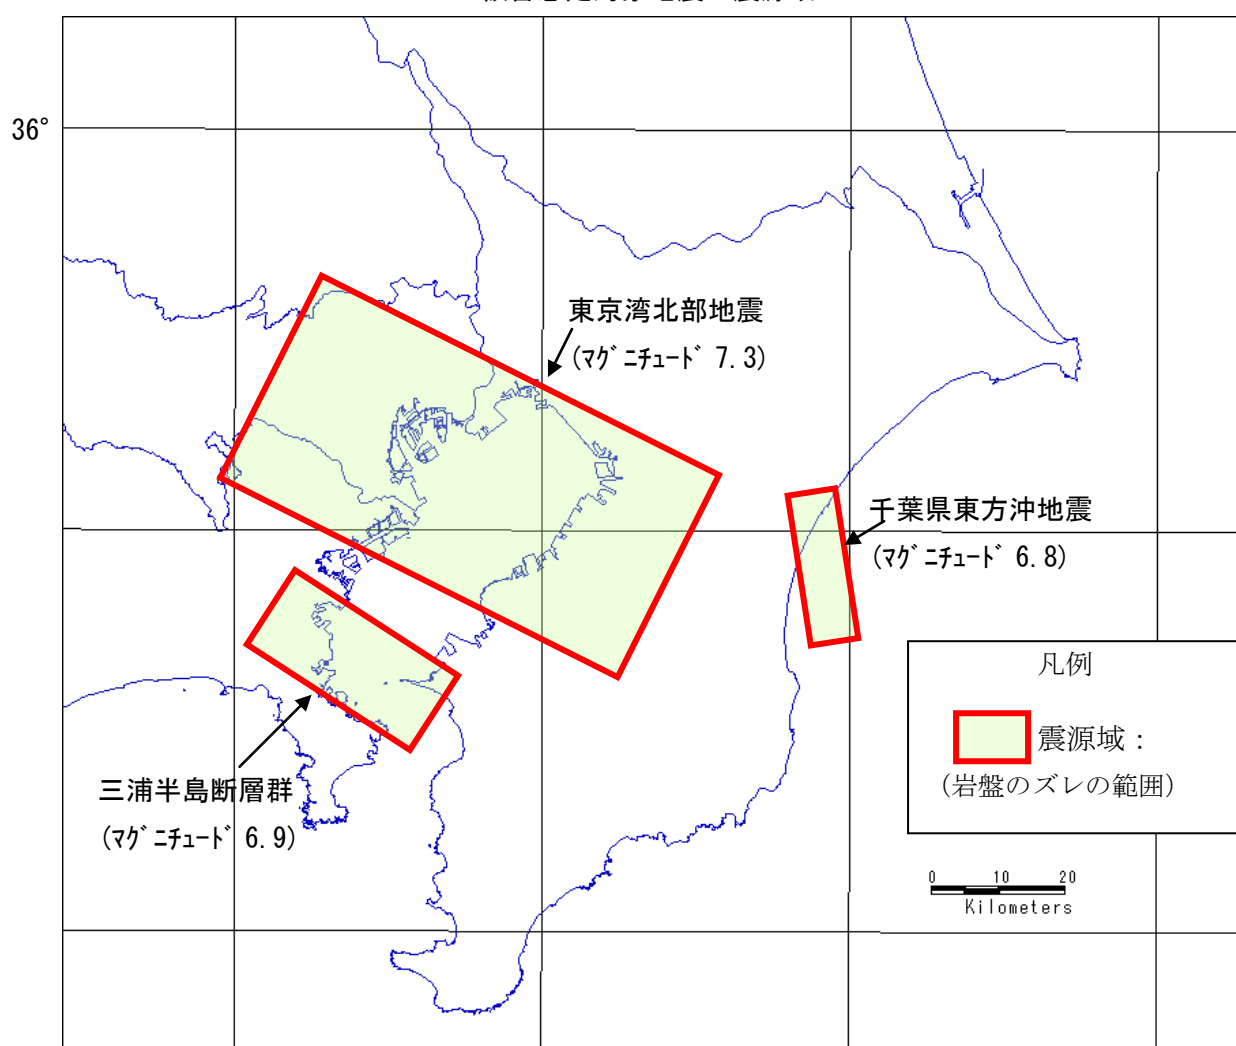 36°
東京湾北部地震
(ﾏｸﾞﾆﾁｭｰﾄﾞ 7.3)
千葉県東方沖地震
(ﾏｸﾞﾆﾁｭｰﾄﾞ 6.8)
凡例
震源域：
(岩盤のズレの範囲)
三浦半島断層群
(ﾏｸﾞﾆﾁｭｰﾄﾞ 6.9)
0 10 20
Kilometers